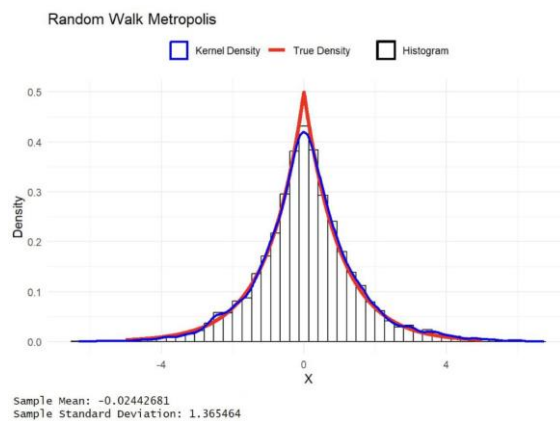 Random Walk Metropolis
Kernel Density True Density Histogram
0.5
0.4
0.3
0.2
0.1
0.0
Density
-4 0 4
X
Sample Mean: -0.02442681
Sample Standard Deviation: 1.365464